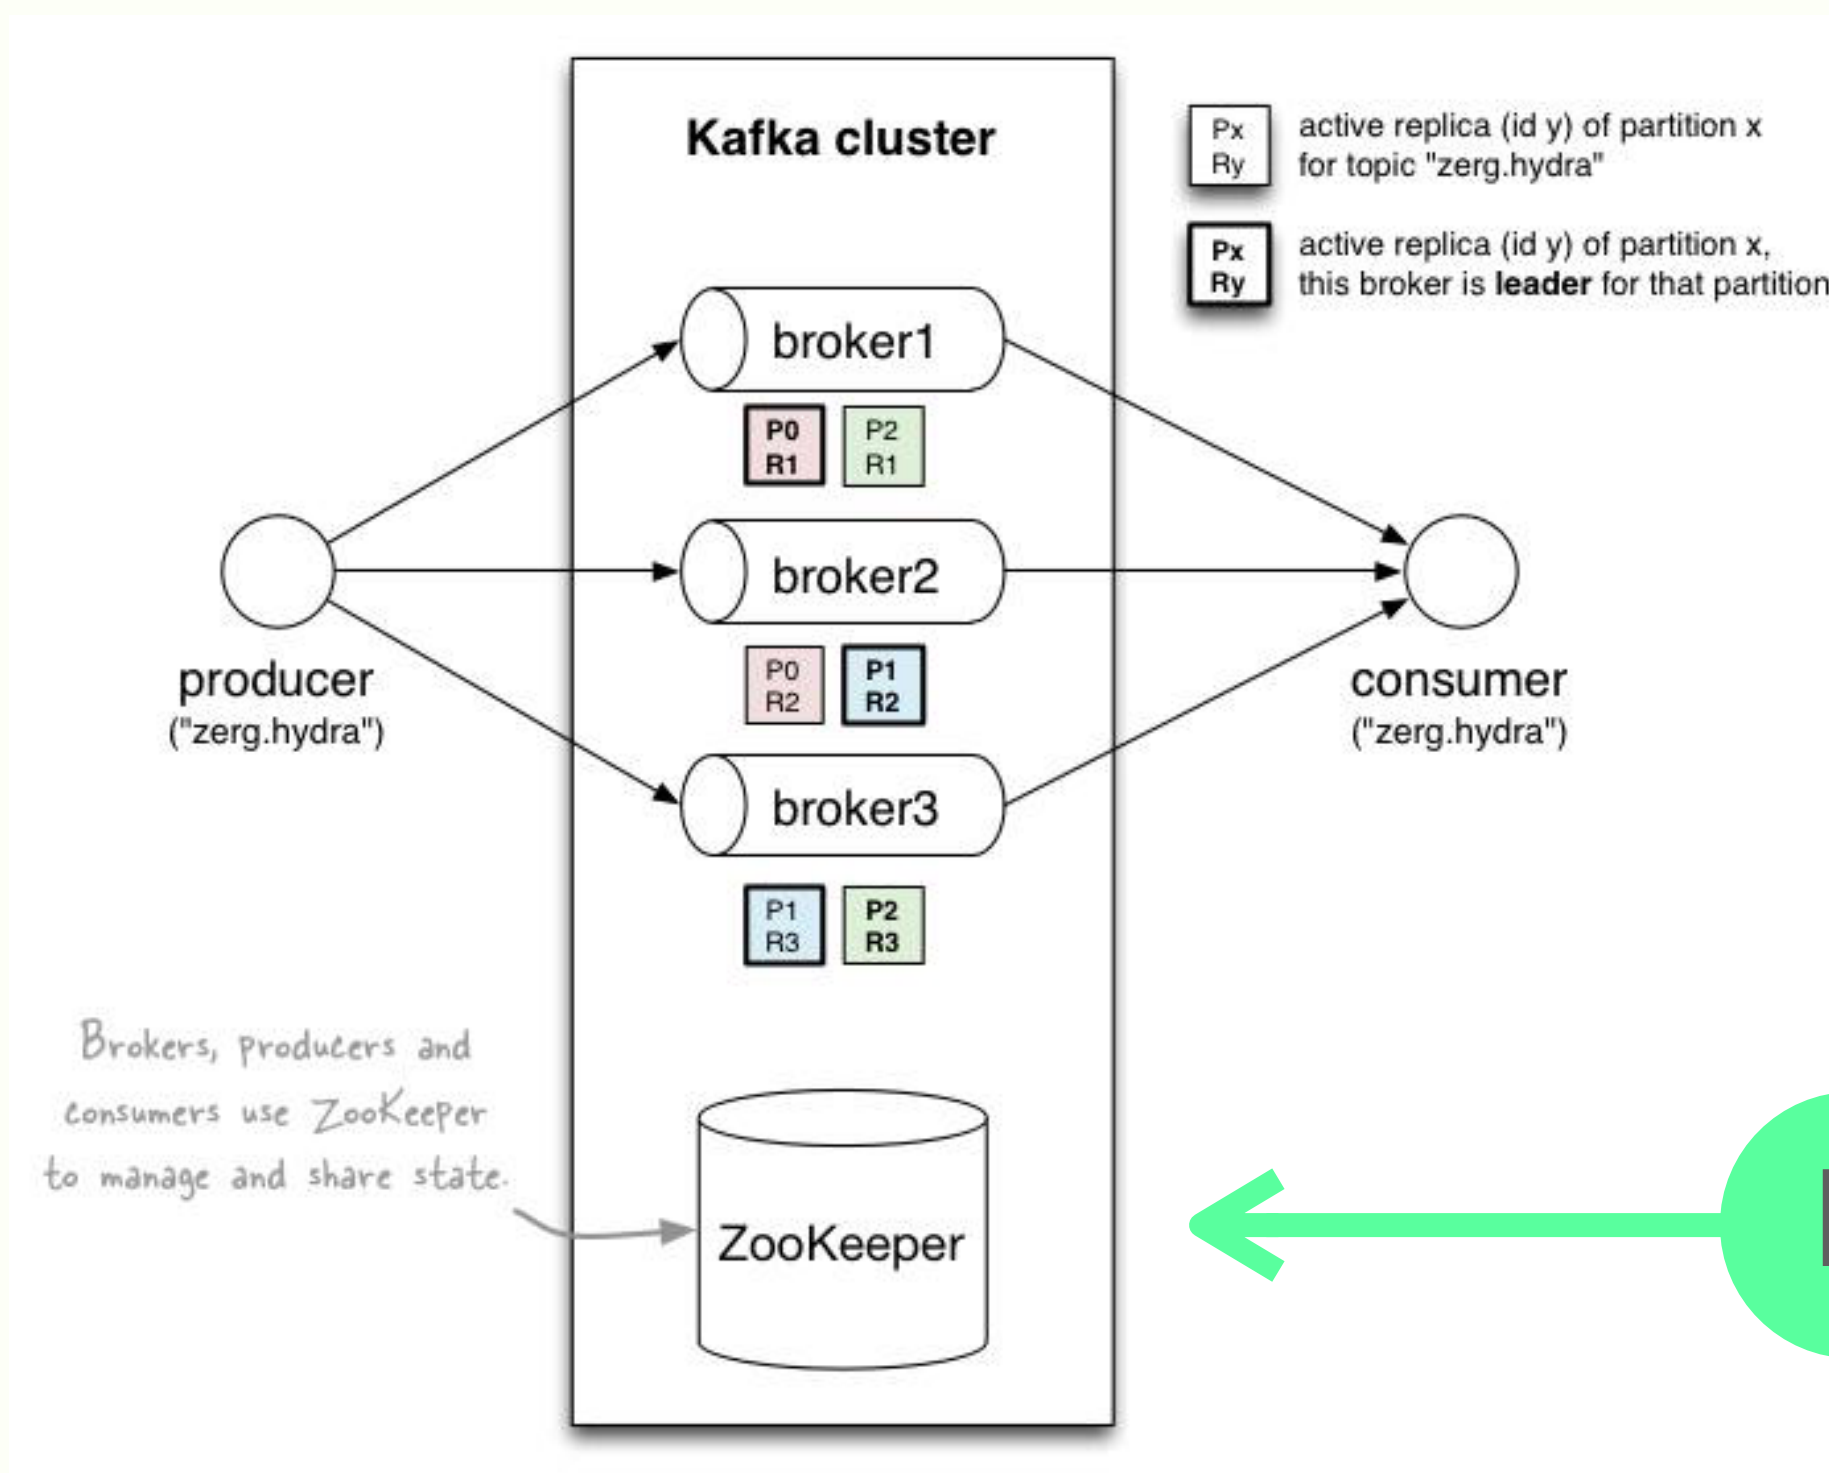 Kafka cluster
Px
Ry
active replica (id y) of partition x
for topic "zerg.hydra"
Px
Ry
active replica (id y) of partition x,
this broker is leader for that partition
broker1
P0
R1
P2
R1
broker2
P0
R2
P1
R2
producer
("zerg.hydra")
consumer
("zerg.hydra")
broker3
P1
R3
P2
R3
Brokers, producers and
consumers use ZooKeeper
to manage and share state.
ZooKeeper